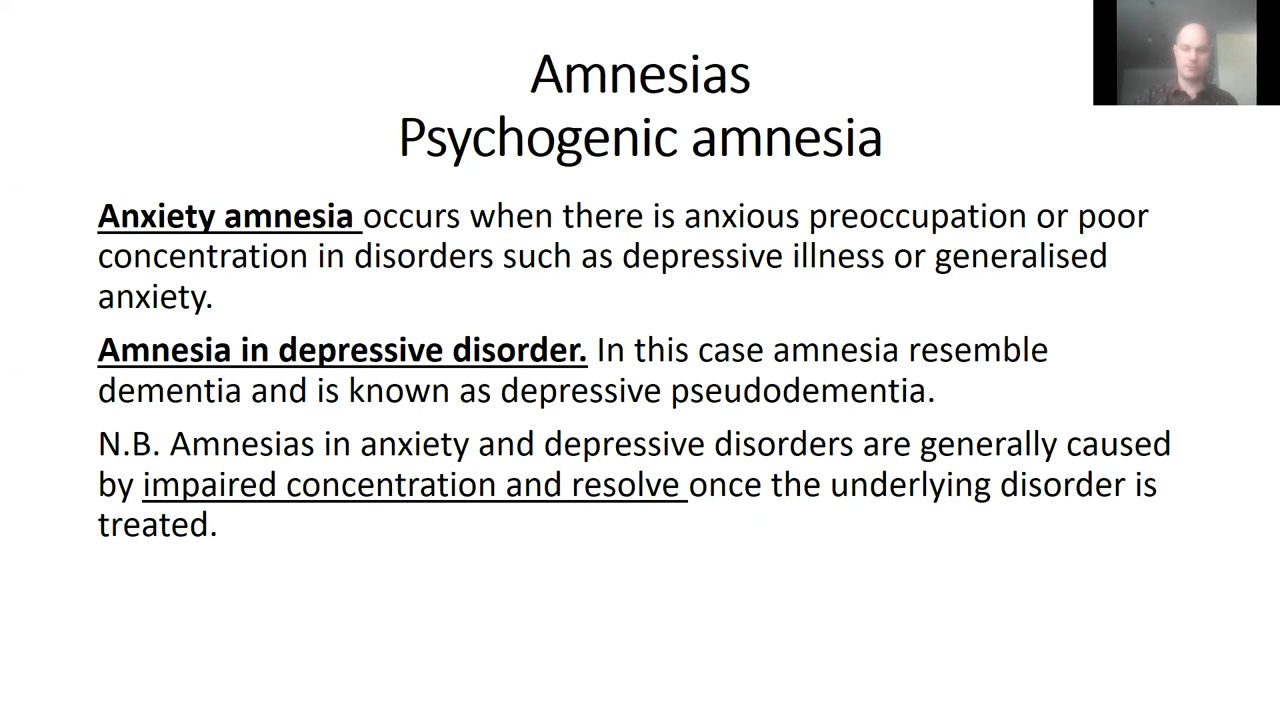 Amnesias
Psychogenic amnesia
Anxiety amnesia occurs when there is anxious preoccupation or poor
concentration in disorders such as depressive illness or generalised
anxiety.
Amnesia in depressive disorder. In this case amnesia resemble
dementia and is known as depressive pseudodementia.
N.B. Amnesias in anxiety and depressive disorders are generally caused
by impaired concentration and resolve once the underlying disorder is
treated.